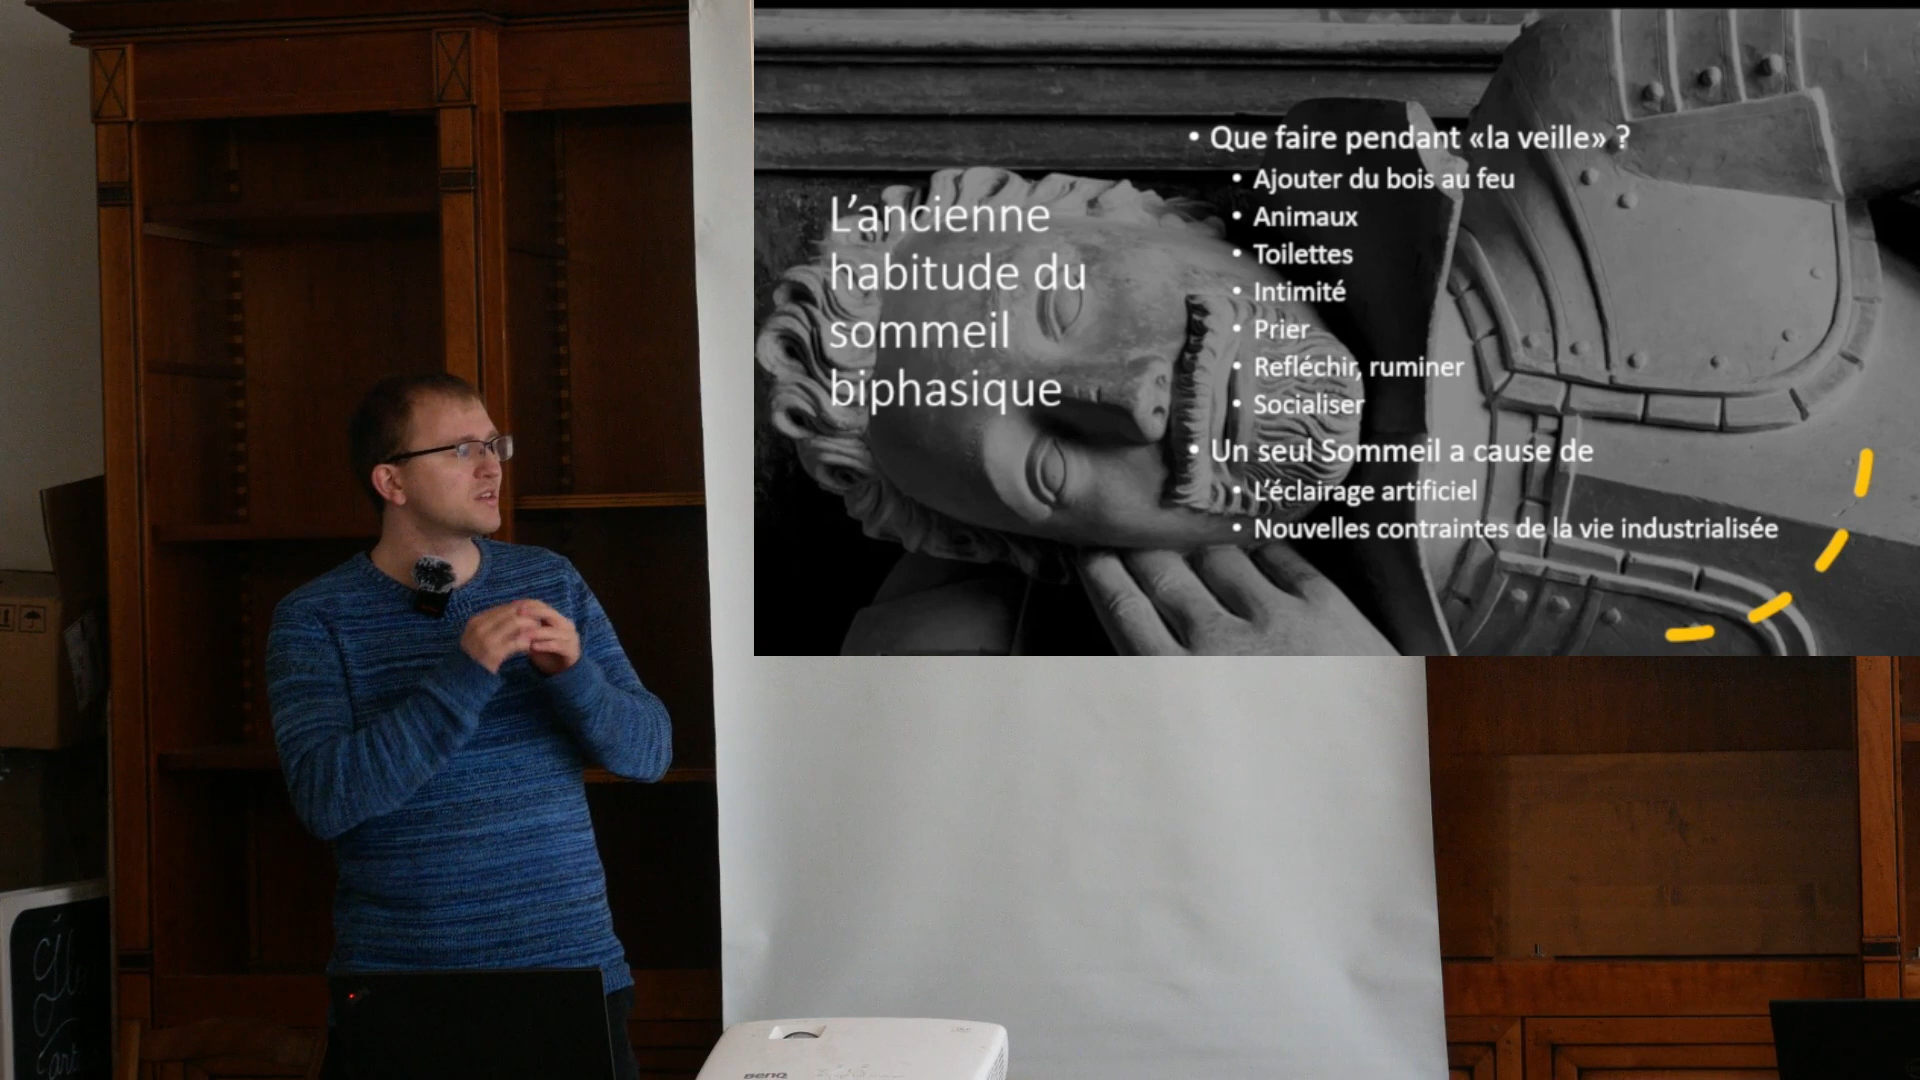 L’ancienne
habitude du
sommeil
biphasique
• Que faire pendant «la veille» ?
• Ajouter du bois au feu
• Animaux
• Toilettes
• Intimité
• Prier
• Refléchir, ruminer
• Socialiser
• Un seul Sommeil a cause de
• L’éclairage artificiel
• Nouvelles contraintes de la vie industrialisée
BenQ